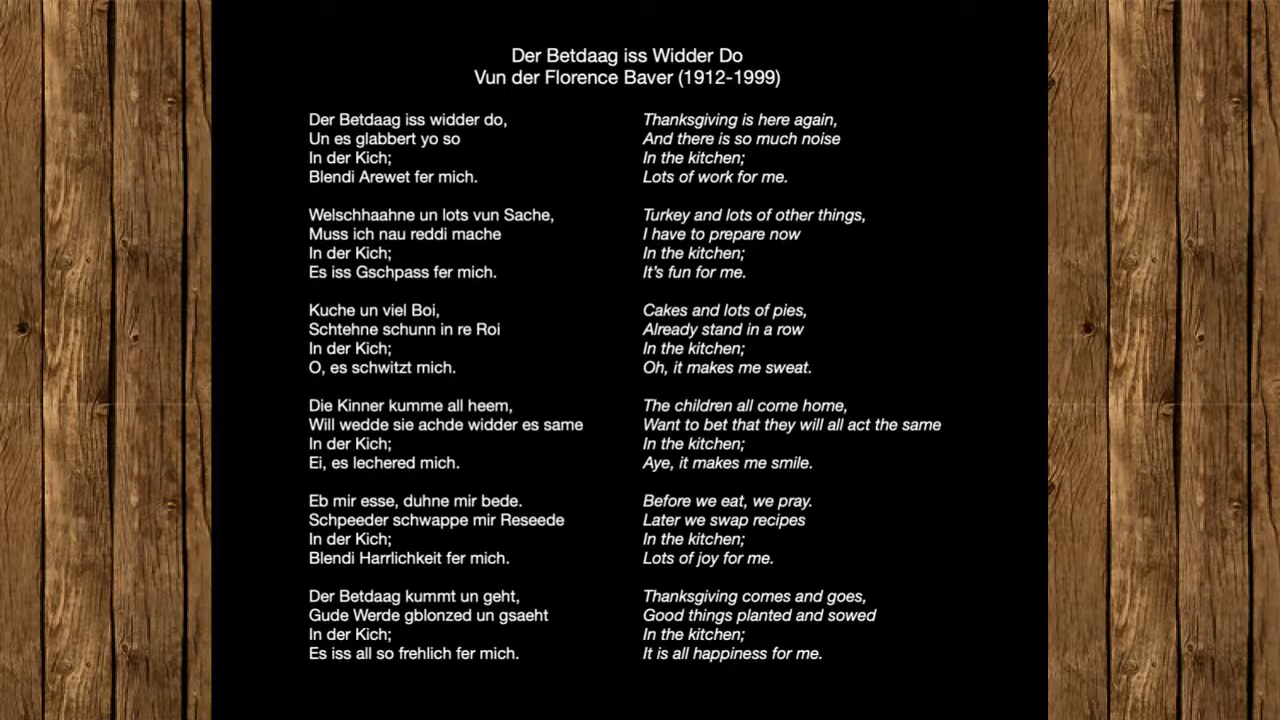 Der Betdaag iss Widder Do
Vun der Florence Baver (1912-1999)
Der Betdaag iss widder do,
Un es glabbert yo so
In der Kich;
Blendi Arewet fer mich.
Welschhaahne un lots vun Sache,
Muss ich nau reddi mache
In der Kich;
Es iss Gschpass fer mich.
Kuche un viel Boi,
Schtehne schunn in re Roi
In der Kich;
O, es schwitzt mich.
Die Kinner kumme all heem,
Will wedde sie achde widder es same
In der Kich;
Ei, es lechered mich.
Eb mir esse, duhne mir bede.
Schpeeder schwappe mir Reseede
In der Kich;
Blendi Harrlichkeit fer mich.
Der Betdaag kummt un geht,
Gude Werde gblonzed un gsaeht
In der Kich;
Es iss all so frehlich fer mich.
Thanksgiving is here again,
And there is so much noise
In the kitchen;
Lots of work for me.
Turkey and lots of other things,
I have to prepare now
In the kitchen;
It’s fun for me.
Cakes and lots of pies,
Already stand in a row
In the kitchen;
Oh, it makes me sweat.
The children all come home,
Want to bet that they will all act the same
In the kitchen;
Aye, it makes me smile.
Before we eat, we pray.
Later we swap recipes
In the kitchen;
Lots of joy for me.
Thanksgiving comes and goes,
Good things planted and sowed
In the kitchen;
It is all happiness for me.